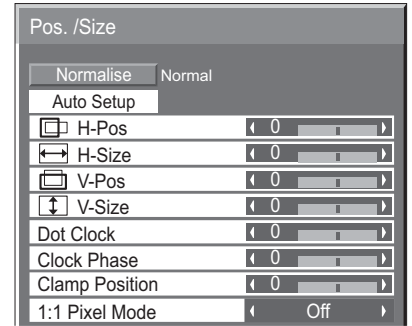 Pos. /Size
Normalise Normal
Auto Setup
H-Pos 0
H-Size 0
V-Pos 0
V-Size 0
Dot Clock 0
Clock Phase 0
Clamp Position 0
1:1 Pixel Mode Off